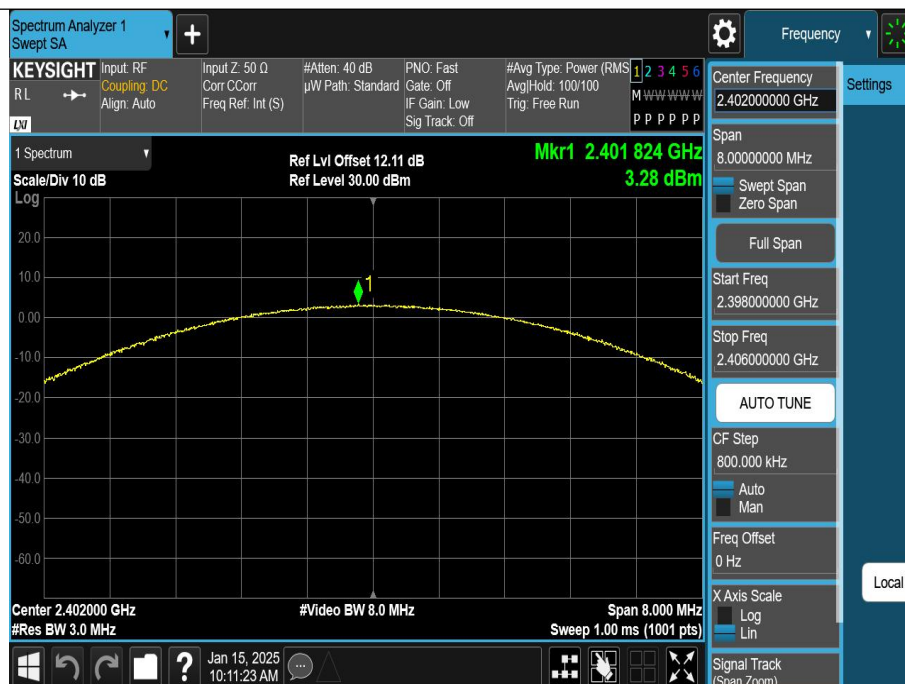 Spectrum Analyzer 1
Swept SA
Frequency
KEYSIGHT
RL
LXI
Input: RF
Coupling: DC
Align: Auto
Input Z: 50 Ω
Corr CCorr
Freq Ref: Int (S)
#Atten: 40 dB
µW Path: Standard
PNO: Fast
Gate: Off
IF Gain: Low
Sig Track: Off
#Avg Type: Power (RMS
Avg|Hold: 100/100
Trig: Free Run
1 2 3 4 5 6
M W W W W W
P P P P P P
Center Frequency
2.402000000 GHz
Settings
1 Spectrum
Scale/Div 10 dB
Log
Ref Lvl Offset 12.11 dB
Ref Level 30.00 dBm
Mkr1 2.401 824 GHz
3.28 dBm
20.0
10.0
0.00
-10.0
-20.0
-30.0
-40.0
-50.0
-60.0
1
Center 2.402000 GHz
#Res BW 3.0 MHz
#Video BW 8.0 MHz
Span 8.000 MHz
Sweep 1.00 ms (1001 pts)
Span
8.00000000 MHz
Swept Span
Zero Span
Full Span
Start Freq
2.398000000 GHz
Stop Freq
2.406000000 GHz
AUTO TUNE
CF Step
800.000 kHz
Auto
Man
Freq Offset
0 Hz
X Axis Scale
Log
Lin
Local
Signal Track
(Span Zoom)
Jan 15, 2025
10:11:23 AM